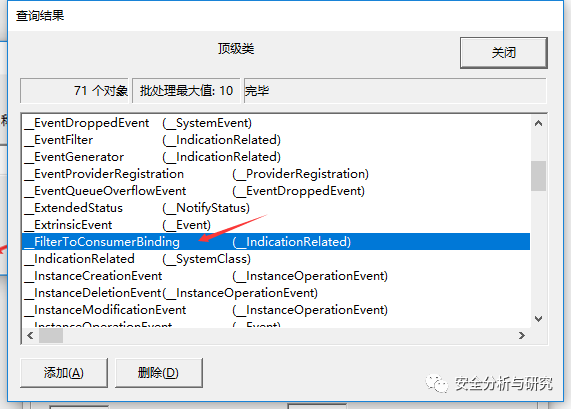 查询结果
顶级类
关闭
71 个对象 批处理最大值: 10 完毕
__EventDroppedEvent (__SystemEvent)
__EventFilter (__IndicationRelated)
__EventGenerator (__IndicationRelated)
__EventProviderRegistration (__ProviderRegistration)
__EventQueueOverflowEvent (__EventDroppedEvent)
__ExtendedStatus (__NotifyStatus)
__ExtrinsicEvent (__Event)
__FilterToConsumerBinding (__IndicationRelated)
__IndicationRelated (__SystemClass)
__InstanceCreationEvent (__InstanceOperationEvent)
__InstanceDeletionEvent (__InstanceOperationEvent)
__InstanceModificationEvent (__InstanceOperationEvent)
__InstanceOperationEvent (__Event)
添加(A) 删除(D)
安全分析与研究